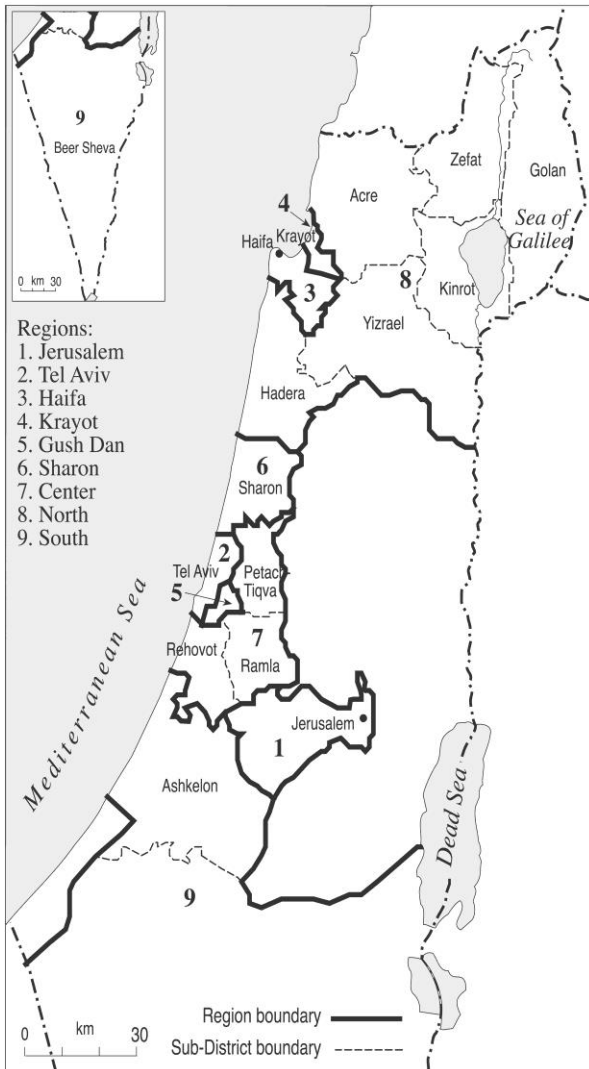 9
Beer Sheva
0 km 30
Zefat
Golan
Acre
Sea of
Galilee
4
Krayot
Haifa
3
8
Kinrot
Yizrael
Regions:
1. Jerusalem
2. Tel Aviv
3. Haifa
4. Krayot
5. Gush Dan
6. Sharon
7. Center
8. North
9. South
Hadera
6
Sharon
2
Tel Aviv
Petach
Tiqva
5
7
Rehovot
Ramla
Mediterranean Sea
Jerusalem
1
Ashkelon
Dead Sea
9
Region boundary
0 km 30
Sub-District boundary